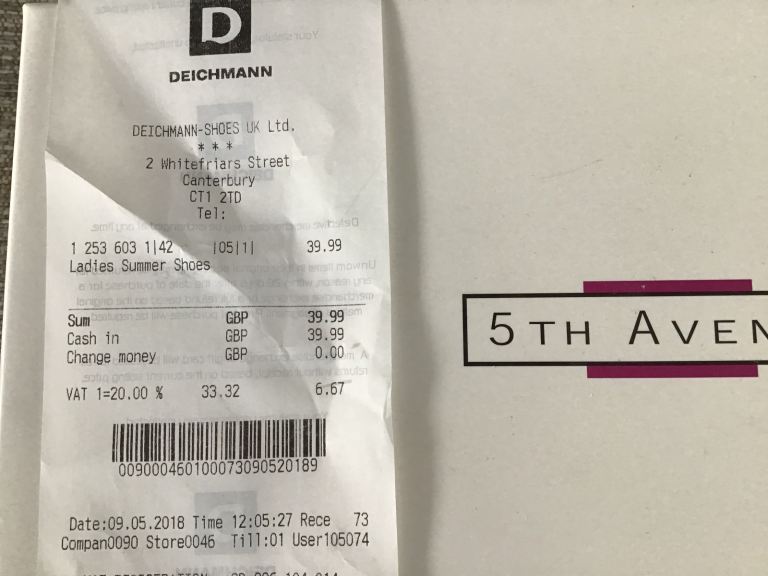 D
DEICHMANN
DEICHMANN-SHOES UK Ltd.
* * *
2 Whitefriars Street
Canterbury
CT1 2TD
Tel:
1 253 603 1|42 |05|1| 39.99
Ladies Summer Shoes
Sum GBP 39.99
Cash in GBP 39.99
Change money GBP 0.00
VAT 1=20.00 % 33.32 6.67
009000460100073090520189
Date:09.05.2018 Time 12:05:27 Rece 73
Compan0090 Store0046 Till:01 User105074
5TH AVEN